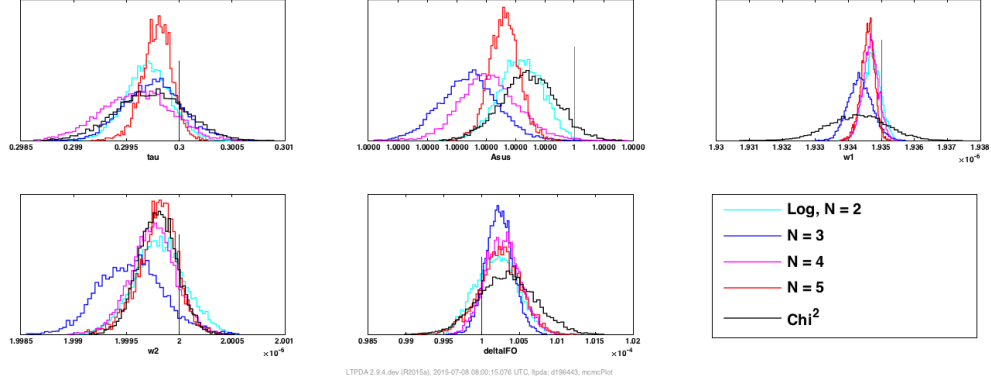 0.2985 0.299 0.2995 0.3 0.3005 0.301
tau
1.0000 1.0000 1.0000 1.0000 1.0000 1.0000 1.0000 1 1.0000 1.0000
Asus
1.93 1.931 1.932 1.933 1.934 1.935 1.936 1.937 1.938
w1
×10⁻⁶
1.9985 1.999 1.9995 2 2.0005 2.001
w2
×10⁻⁶
0.985 0.99 0.995 1 1.005 1.01 1.015 1.02
deltaIFO
×10⁻⁴
Log, N = 2
N = 3
N = 4
N = 5
Chi²
LTPDA 2.9.4.dev (R2015a), 2015-07-08 08:00:15.076 UTC, ltpda: d196443, mcmcPlot